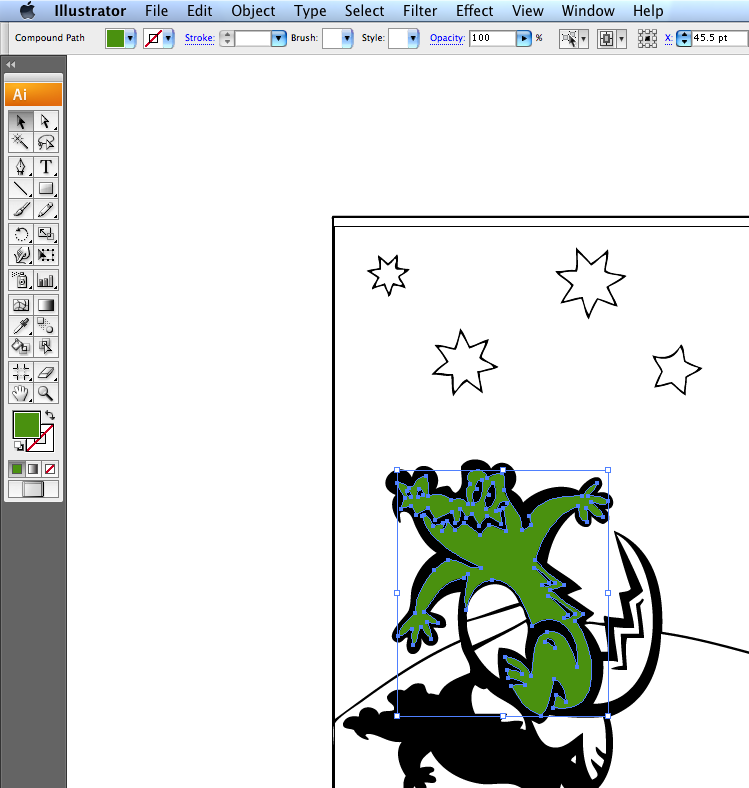 Illustrator File Edit Object Type Select Filter Effect View Window Help
Compound Path Stroke: Brush: Style: Opacity: 100 % X: 45.5 pt
Ai
T